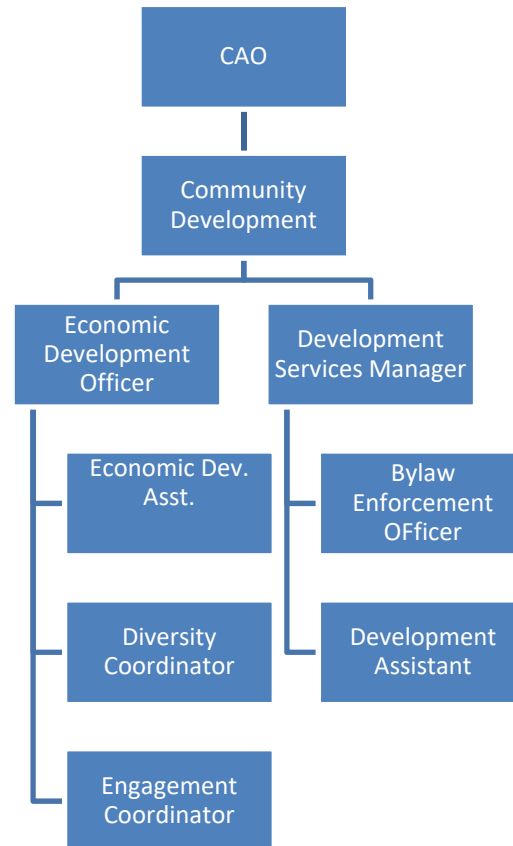 CAO
Community
Development
Economic
Development
Officer
Development
Services Manager
Economic Dev.
Asst.
Bylaw
Enforcement
OFficer
Diversity
Coordinator
Development
Assistant
Engagement
Coordinator